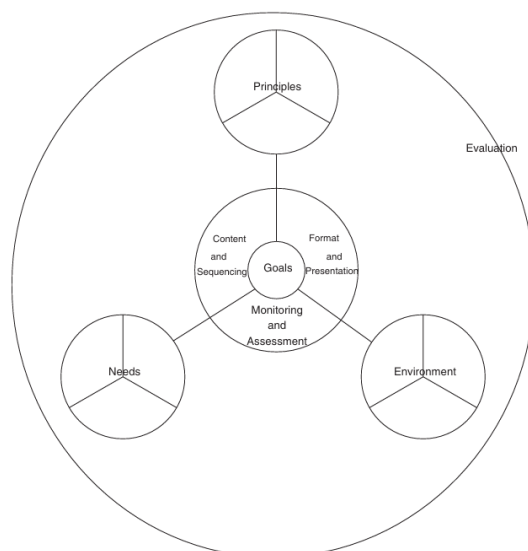 Principles
Evaluation
Content
and
Sequencing
Format
and
Presentation
Goals
Monitoring
and
Assessment
Needs
Environment